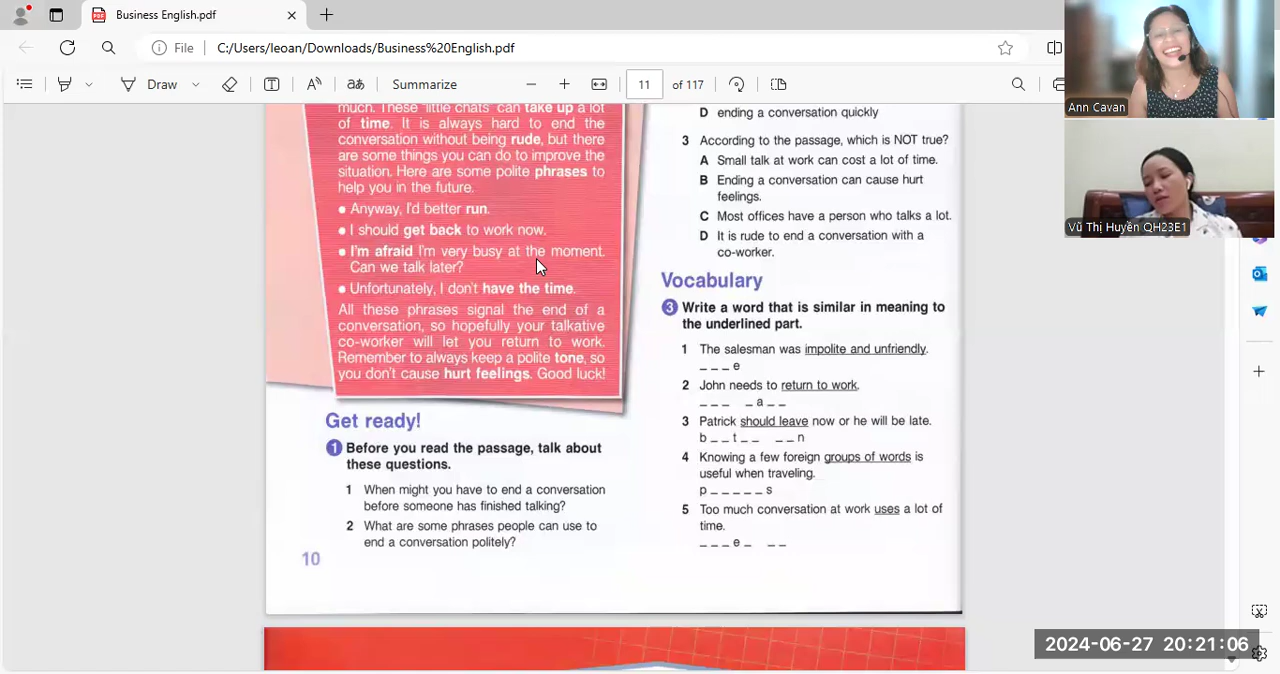 Business English.pdf
File
C:/Users/leoan/Downloads/Business%20English.pdf
Draw
Summarize
11
of 117
much. These "little chats" can take up a lot
of time. It is always hard to end the
conversation without being rude, but there
are some things you can do to improve the
situation. Here are some polite phrases to
help you in the future.
• Anyway, I'd better run.
• I should get back to work now.
• I'm afraid I'm very busy at the moment.
Can we talk later?
• Unfortunately, I don't have the time.
All these phrases signal the end of a
conversation, so hopefully your talkative
co-worker will let you return to work.
Remember to always keep a polite tone, so
you don't cause hurt feelings. Good luck!
Get ready!
1 Before you read the passage, talk about
these questions.
1 When might you have to end a conversation
before someone has finished talking?
2 What are some phrases people can use to
end a conversation politely?
10
D ending a conversation quickly
3 According to the passage, which is NOT true?
A Small talk at work can cost a lot of time.
B Ending a conversation can cause hurt
feelings.
C Most offices have a person who talks a lot.
D It is rude to end a conversation with a
co-worker.
Vocabulary
3 Write a word that is similar in meaning to
the underlined part.
1 The salesman was impolite and unfriendly.
_ _ _ e
2 John needs to return to work.
_ _ _ _ a _ _
3 Patrick should leave now or he will be late.
b _ _ t _ _ _ _ n
4 Knowing a few foreign groups of words is
useful when traveling.
p _ _ _ _ _ s
5 Too much conversation at work uses a lot of
time.
_ _ _ e _ _ _
Ann Cavan
Vũ Thị Huyền QH23E1
2024-06-27 20:21:06